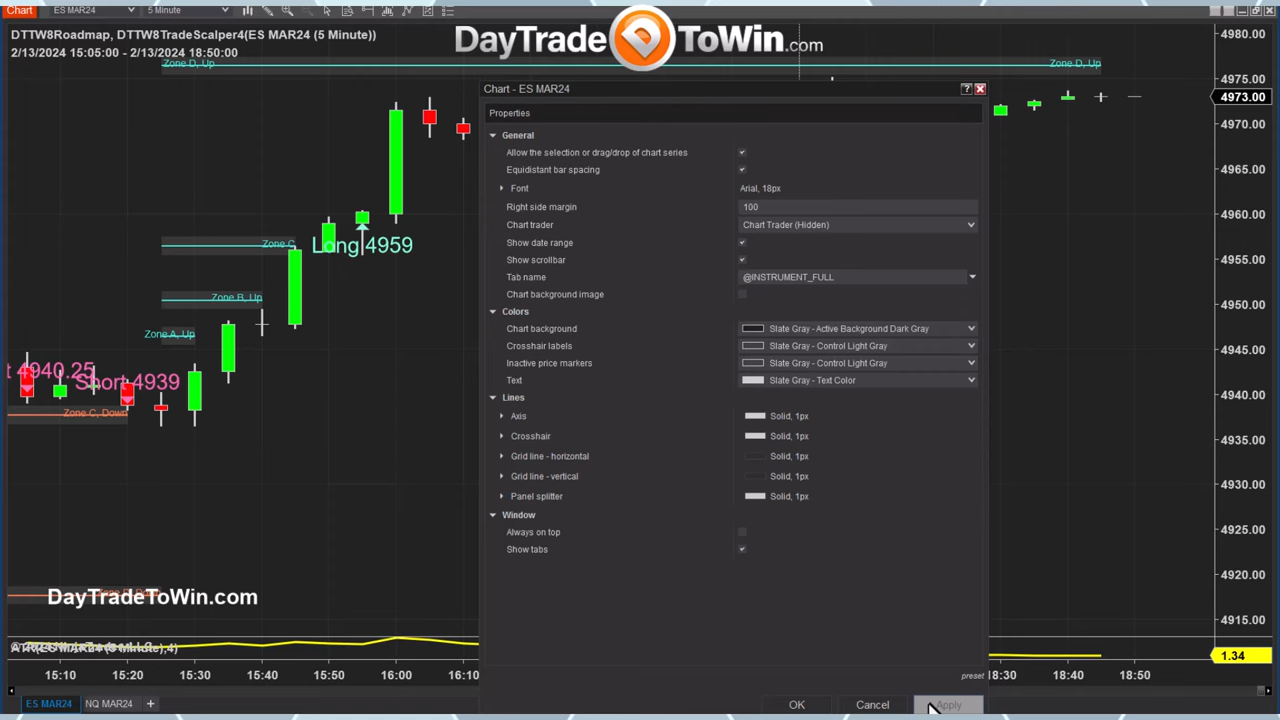 Chart
ES MAR24
5 Minute
DTTW8Roadmap, DTTW8TradeScalper4(ES MAR24 (5 Minute))
2/13/2024 15:05:00 - 2/13/2024 18:50:00
DayTradeToWin.com
Zone D, Up
Zone D, Up
Chart - ES MAR24
?
Properties
General
Allow the selection or drag/drop of chart series
Equidistant bar spacing
Font
Arial, 18px
Right side margin
100
Chart trader
Chart Trader (Hidden)
Show date range
Show scrollbar
Tab name
@INSTRUMENT_FULL
Chart background image
Colors
Chart background
Slate Gray - Active Background Dark Gray
Crosshair labels
Slate Gray - Control Light Gray
Inactive price markers
Slate Gray - Control Light Gray
Text
Slate Gray - Text Color
Lines
Axis
Solid, 1px
Crosshair
Solid, 1px
Grid line - horizontal
Solid, 1px
Grid line - vertical
Solid, 1px
Panel splitter
Solid, 1px
Window
Always on top
Show tabs
preset
OK
Cancel
Apply
Zone C
Long 4959
Zone B, Up
Zone A, Up
4940.25
Short 4939
Zone C, Down
DayTradeToWin.com
4980.00
4975.00
4973.00
4970.00
4965.00
4960.00
4955.00
4950.00
4945.00
4940.00
4935.00
4930.00
4925.00
4920.00
4915.00
1.34
15:10
15:20
15:30
15:40
15:50
16:00
16:10
18:30
18:40
18:50
ES MAR24
NQ MAR24
+